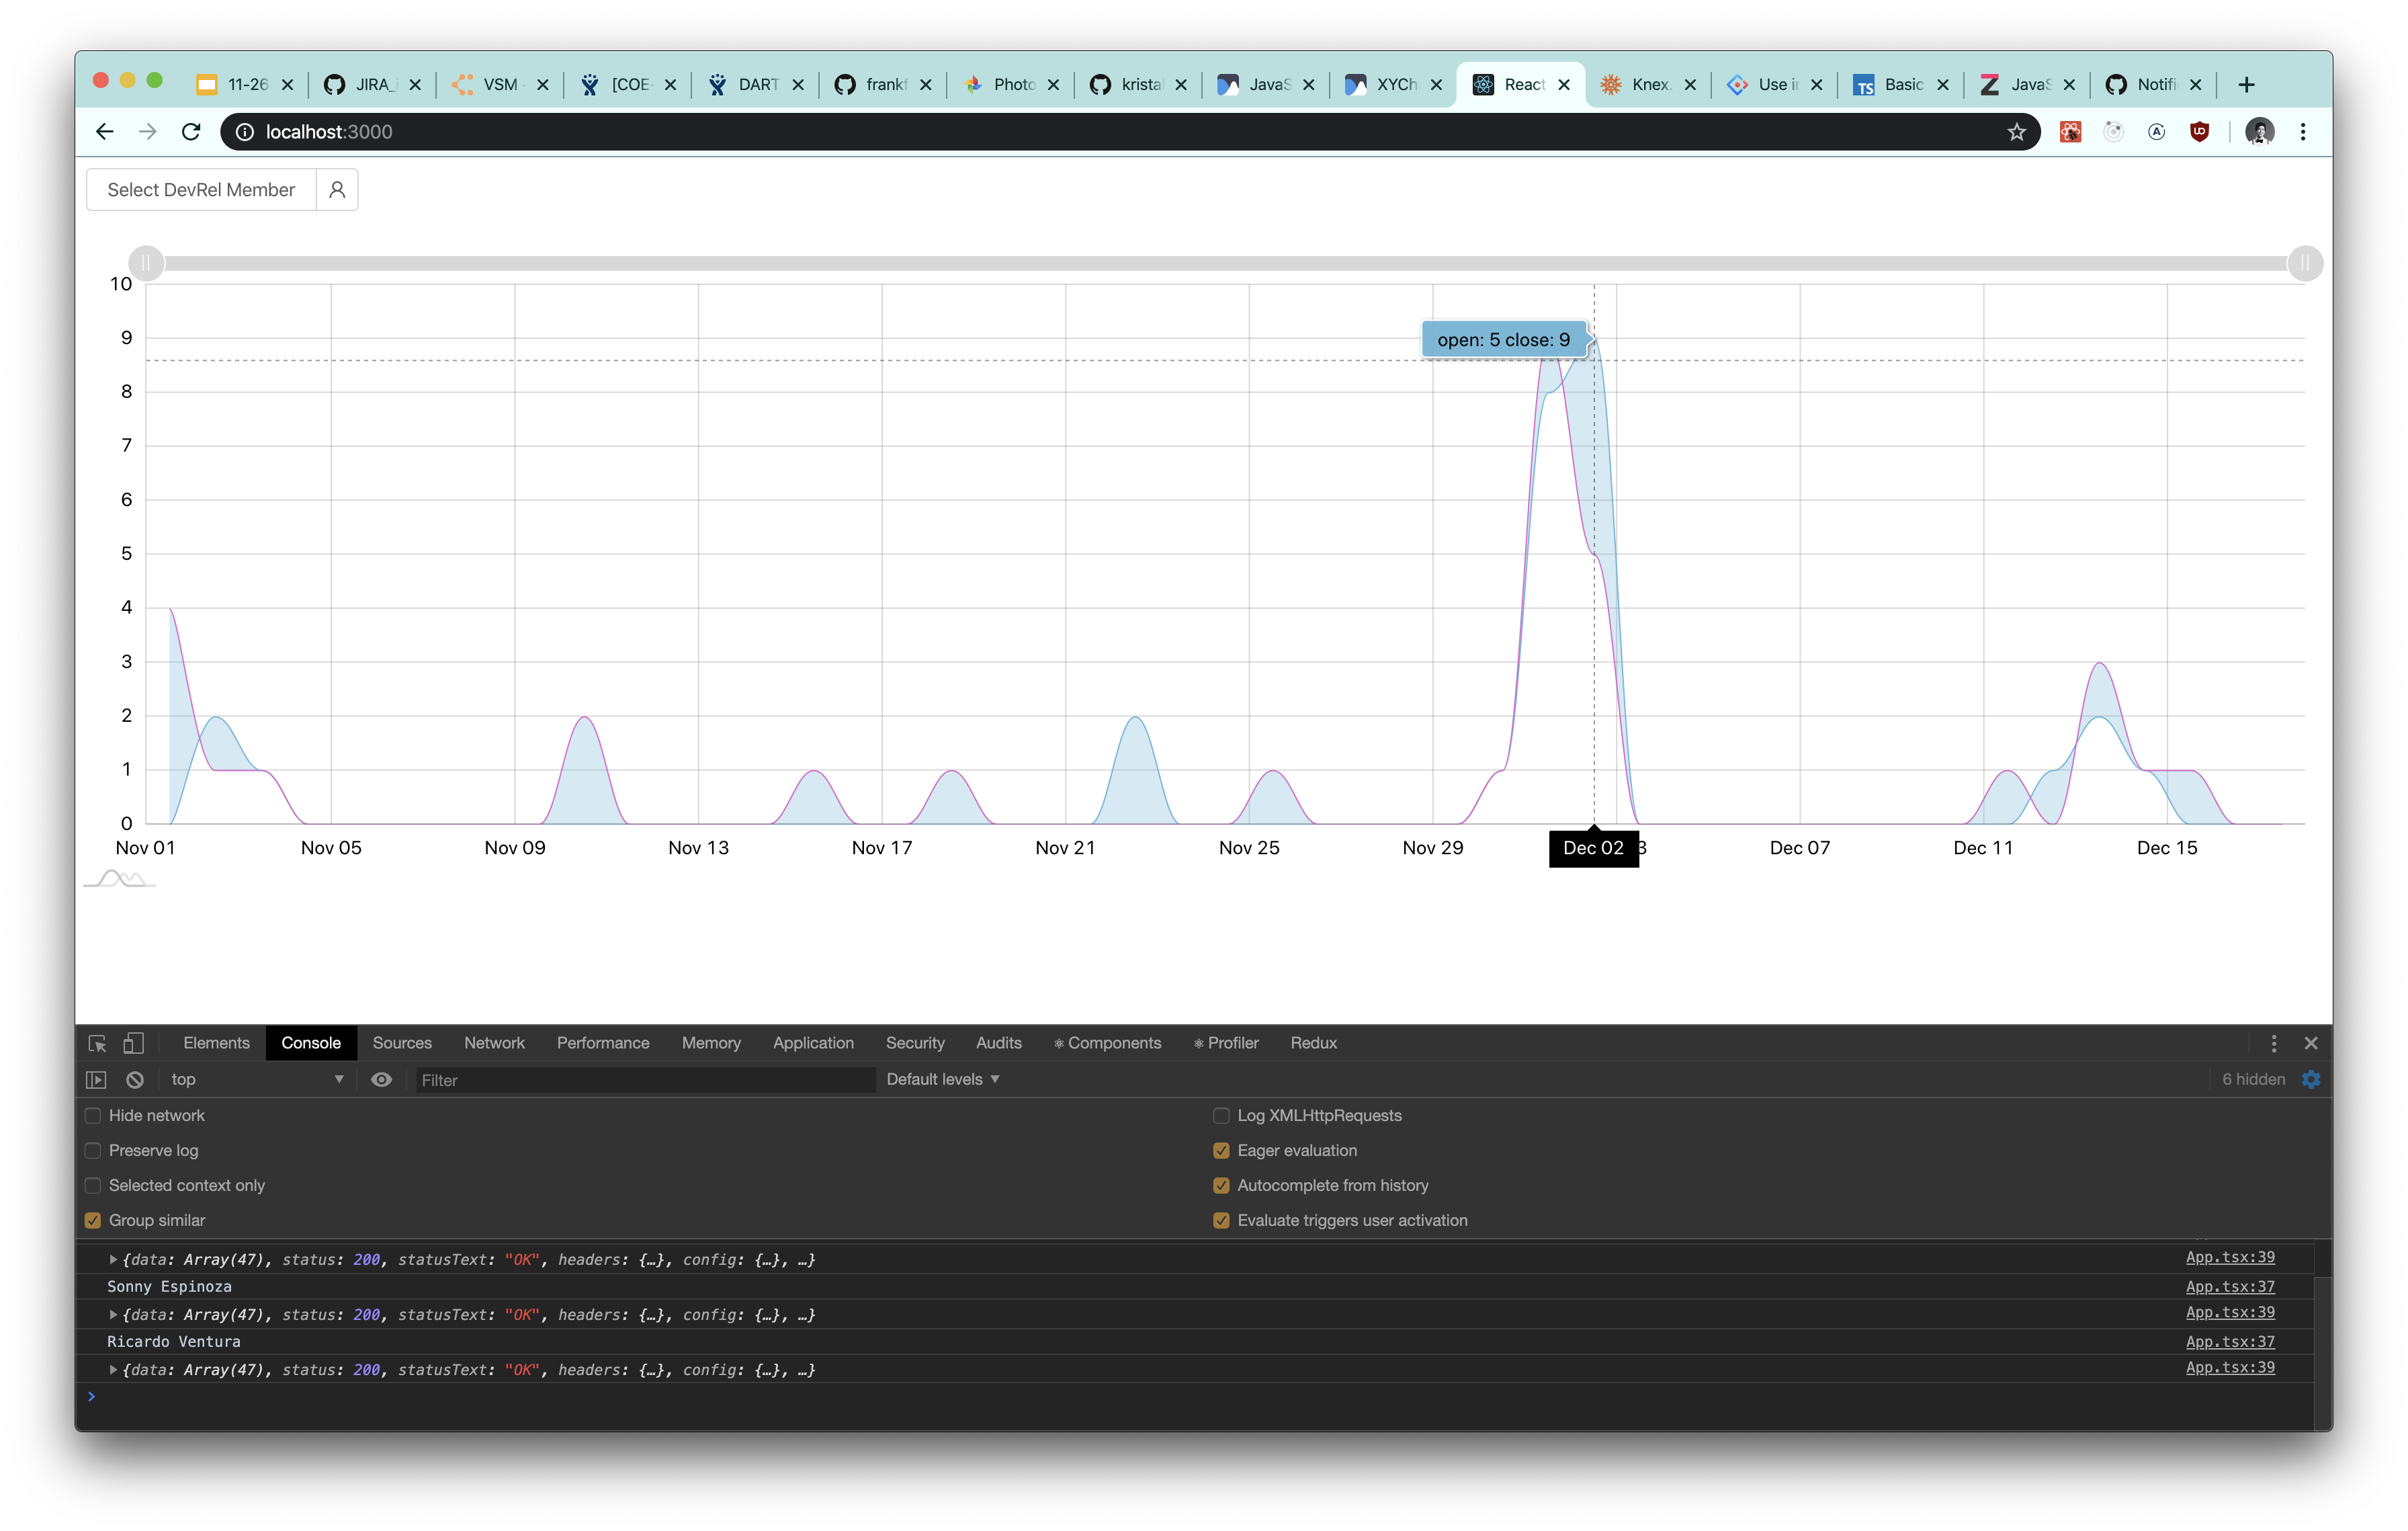 11-26
JIRA_i
VSM -
[COE-
DART
frankf
Photo
kristal
JavaS
XYCh
React
Knex.
Use in
TS
Basic
JavaS
Notifi
localhost:3000
Select DevRel Member
10
9
open: 5 close: 9
8
7
6
5
4
3
2
1
0
Nov 01 Nov 05 Nov 09 Nov 13 Nov 17 Nov 21 Nov 25 Nov 29 Dec 02 3 Dec 07 Dec 11 Dec 15
Elements Console Sources Network Performance Memory Application Security Audits Components Profiler Redux
top Filter Default levels 6 hidden
Hide network Log XMLHttpRequests
Preserve log Eager evaluation
Selected context only Autocomplete from history
Group similar Evaluate triggers user activation
{data: Array(47), status: 200, statusText: "OK", headers: {…}, config: {…}, …} App.tsx:39
Sonny Espinoza App.tsx:37
{data: Array(47), status: 200, statusText: "OK", headers: {…}, config: {…}, …} App.tsx:39
Ricardo Ventura App.tsx:37
{data: Array(47), status: 200, statusText: "OK", headers: {…}, config: {…}, …} App.tsx:39